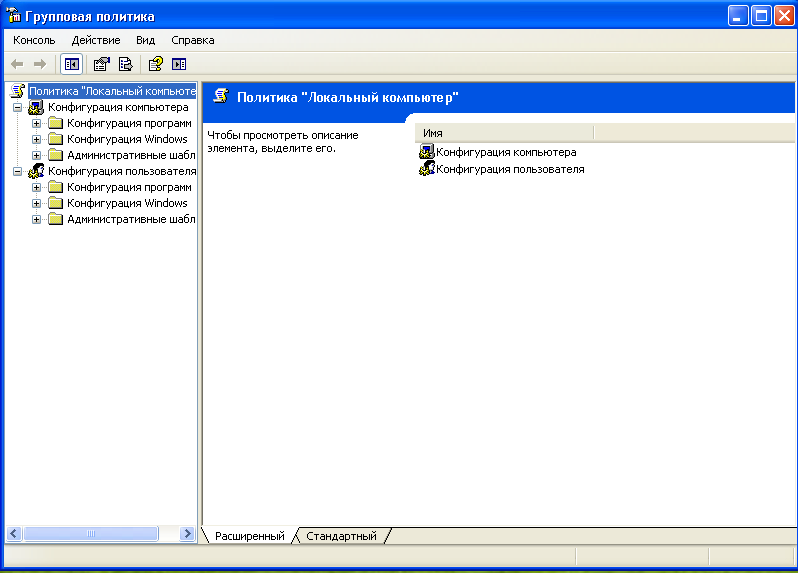 Групповая политика
Консоль Действие Вид Справка
Политика "Локальный компьюте
Конфигурация компьютера
Конфигурация программ
Конфигурация Windows
Административные шабл
Конфигурация пользователя
Конфигурация программ
Конфигурация Windows
Административные шабл
Политика "Локальный компьютер"
Чтобы просмотреть описание
элемента, выделите его.
Имя
Конфигурация компьютера
Конфигурация пользователя
Расширенный Стандартный